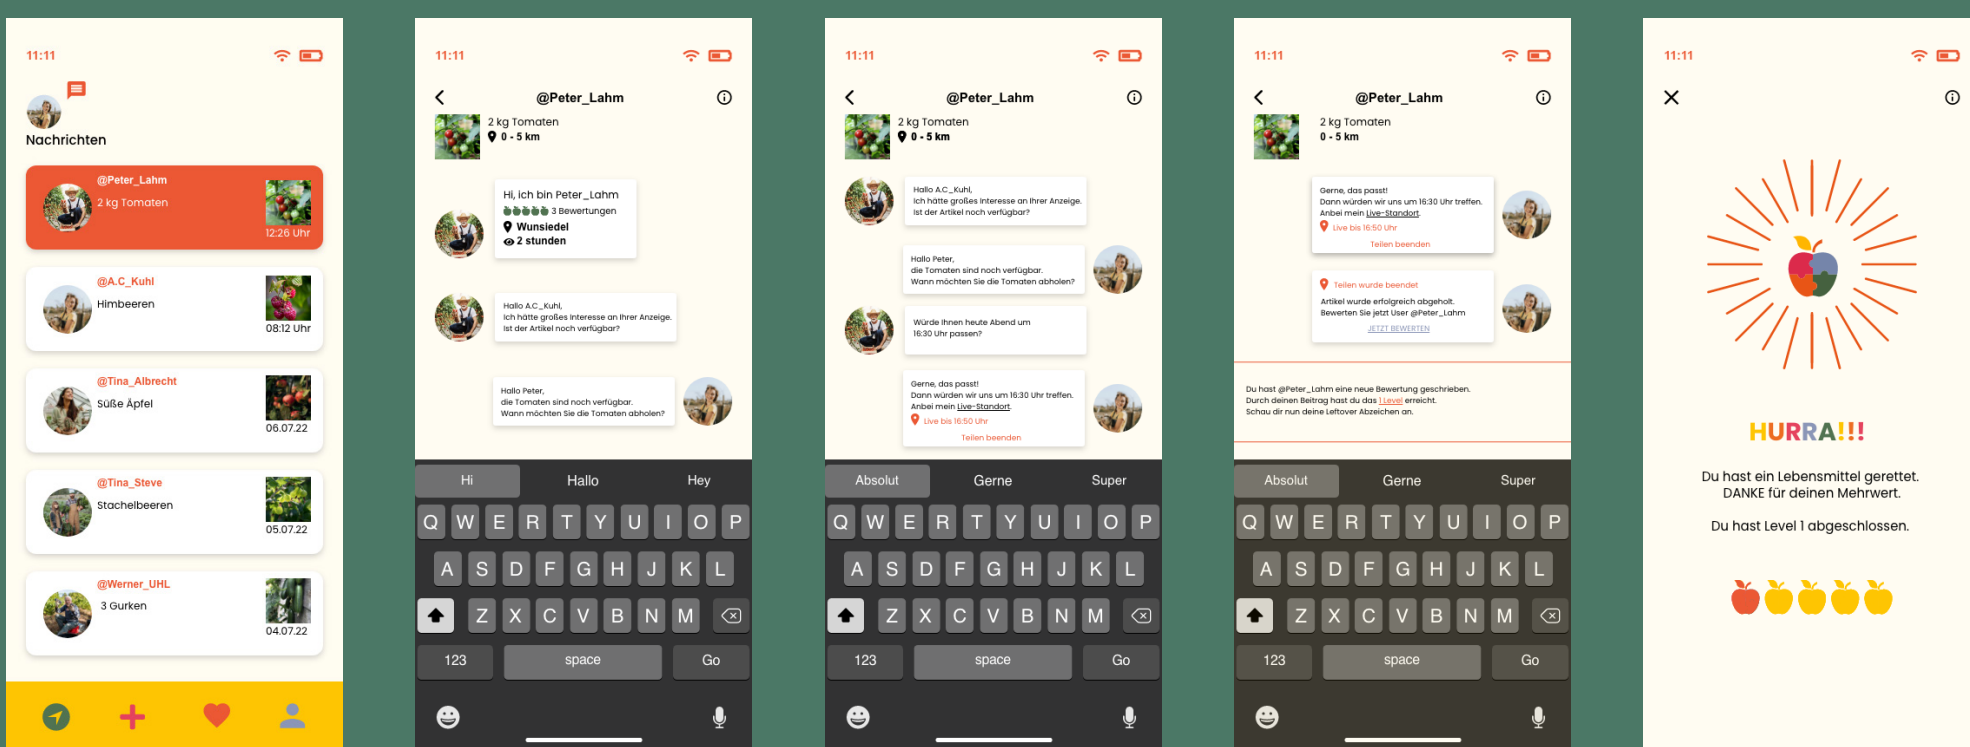 11:11
Nachrichten
@Peter_Lahm
2 kg Tomaten
12:26 Uhr
@A.C_Kuhl
Himbeeren
08:12 Uhr
@Tina_Albrecht
Süße Äpfel
06.07.22
@Tina_Steve
Stachelbeeren
05.07.22
@Werner_UHL
3 Gurken
04.07.22
11:11
@Peter_Lahm
2 kg Tomaten
0 - 5 km
Hi, ich bin Peter_Lahm
3 Bewertungen
Wunsiedel
2 stunden
Hallo A.C_Kuhl,
Ich hätte großes Interesse an Ihrer Anzeige.
Ist der Artikel noch verfügbar?
Hallo Peter,
die Tomaten sind noch verfügbar.
Wann möchten Sie die Tomaten abholen?
Hi Hallo Hey
Q W E R T Y U I O P
A S D F G H J K L
Z X C V B N M
123 space Go
11:11
@Peter_Lahm
2 kg Tomaten
0 - 5 km
Hallo A.C_Kuhl,
Ich hätte großes Interesse an Ihrer Anzeige.
Ist der Artikel noch verfügbar?
Hallo Peter,
die Tomaten sind noch verfügbar.
Wann möchten Sie die Tomaten abholen?
Würde Ihnen heute Abend um
16:30 Uhr passen?
Gerne, das passt!
Dann würden wir uns um 16:30 Uhr treffen.
Anbei mein Live-Standort.
Live bis 16:50 Uhr
Teilen beenden
Absolut Gerne Super
Q W E R T Y U I O P
A S D F G H J K L
Z X C V B N M
123 space Go
11:11
@Peter_Lahm
2 kg Tomaten
0 - 5 km
Gerne, das passt!
Dann würden wir uns um 16:30 Uhr treffen.
Anbei mein Live-Standort.
Live bis 16:50 Uhr
Teilen beenden
Teilen wurde beendet
Artikel wurde erfolgreich abgeholt.
Bewerten Sie jetzt User @Peter_Lahm
JETZT BEWERTEN
Du hast @Peter_Lahm eine neue Bewertung geschrieben.
Durch deinen Beitrag hast du das 1 Level erreicht.
Schau dir nun deine Leftover Abzeichen an.
Absolut Gerne Super
Q W E R T Y U I O P
A S D F G H J K L
Z X C V B N M
123 space Go
11:11
HURRA!!!
Du hast ein Lebensmittel gerettet.
DANKE für deinen Mehrwert.
Du hast Level 1 abgeschlossen.